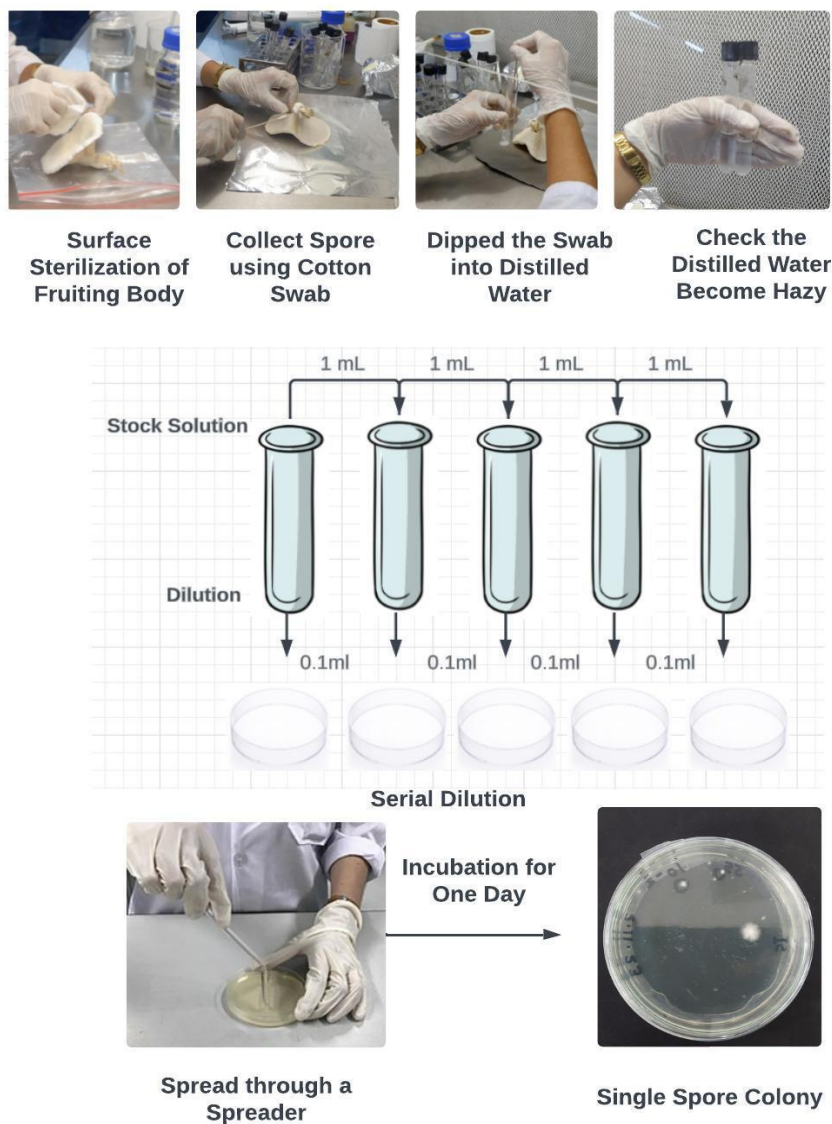 Surface
Sterilization of
Fruiting Body
Collect Spore
using Cotton
Swab
Dipped the Swab
into Distilled
Water
Check the
Distilled Water
Become Hazy
1 mL 1 mL 1 mL 1 mL
Stock Solution
Dilution
0.1ml 0.1ml 0.1ml 0.1ml
Serial Dilution
Incubation for
One Day
Spread through a
Spreader
Single Spore Colony